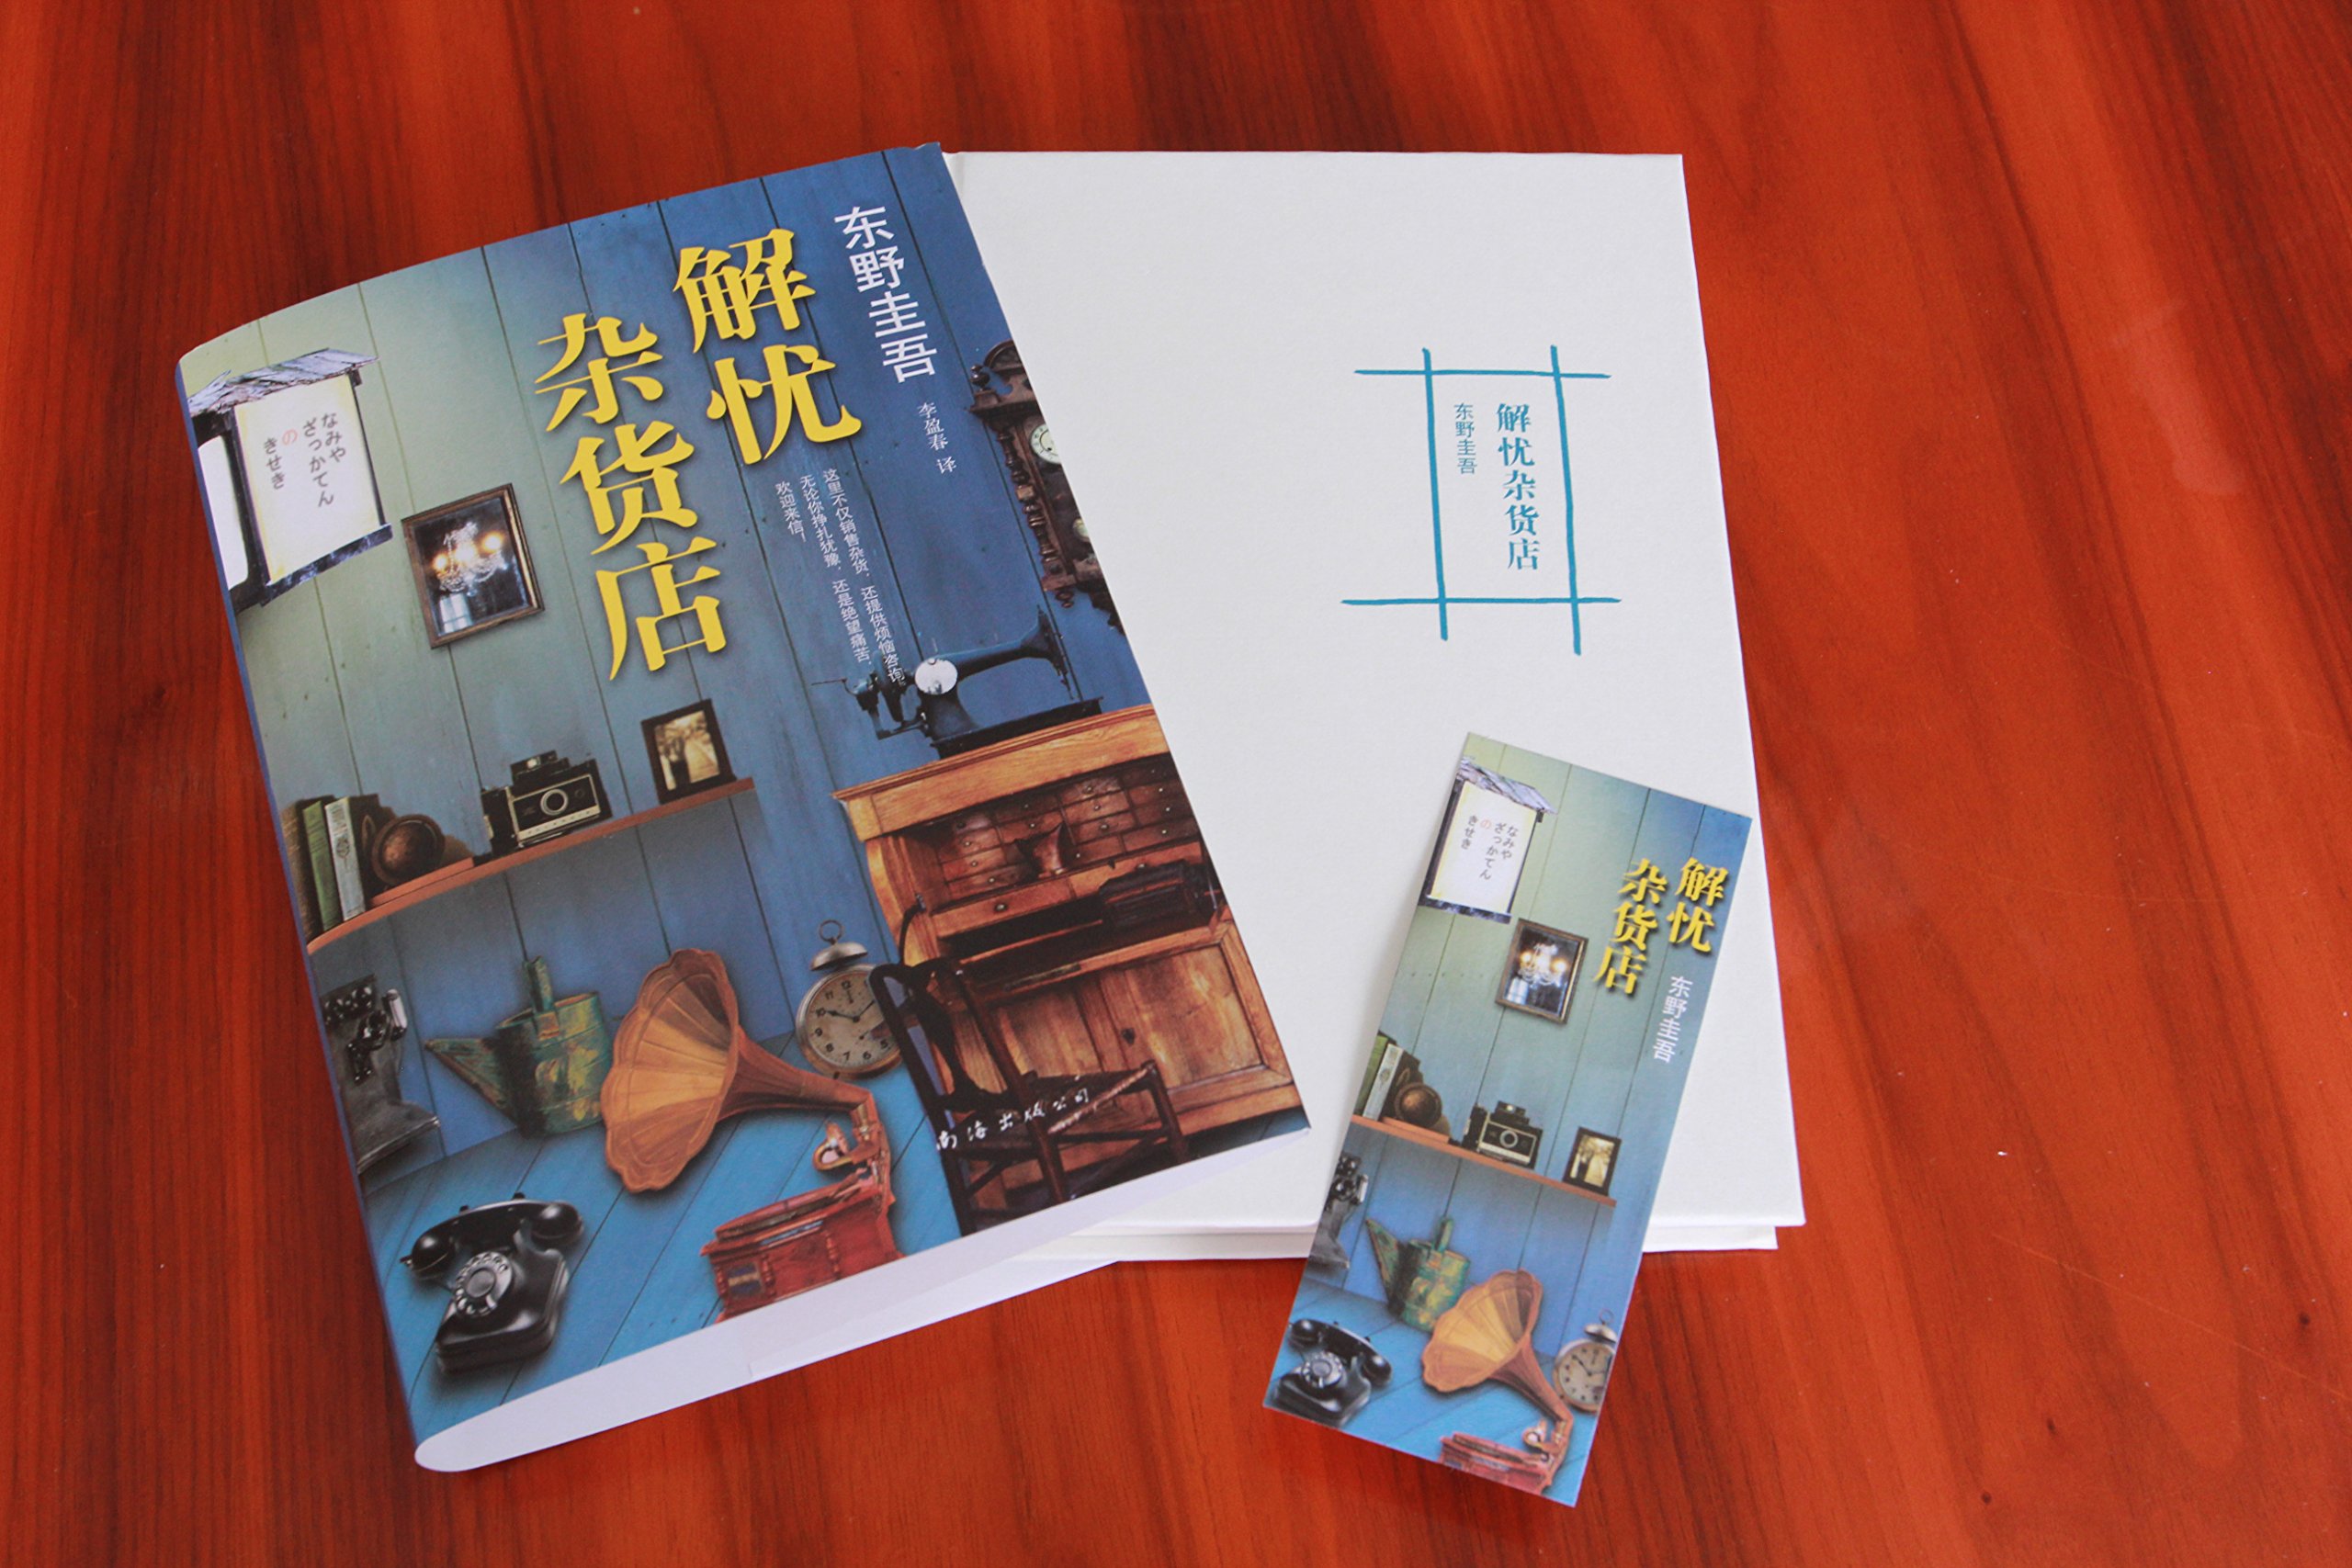 东野圭吾
解忧
杂货店
李盈春 译
这里不仅销售杂货，还提供烦恼咨询。
无论你挣扎犹豫，还是绝望痛苦，
欢迎来信！
なみや
ざっかてん
の
きせき
南海出版公司
解忧杂货店
东野圭吾
解忧
杂货店
东野圭吾
なみや
ざっかてん
の
きせき